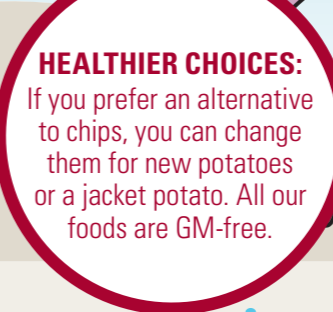 HEALTHIER CHOICES:
If you prefer an alternative
to chips, you can change
them for new potatoes
or a jacket potato. All our
foods are GM-free.